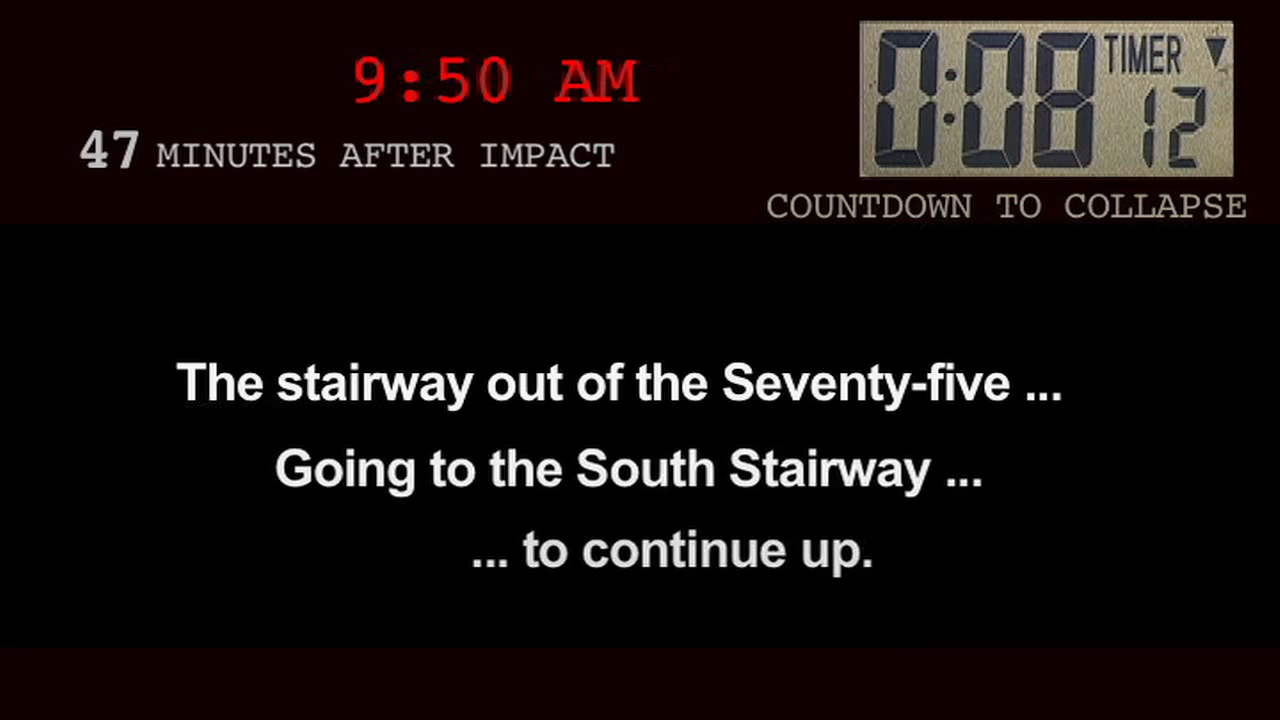 9:50 AM
47 MINUTES AFTER IMPACT
0:08 12 TIMER
COUNTDOWN TO COLLAPSE
The stairway out of the Seventy-five ...
Going to the South Stairway ...
... to continue up.